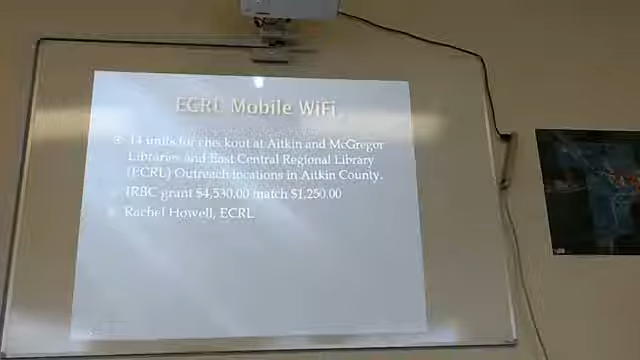 ECRL Mobile WiFi
14 units for checkout at Aitkin and McGregor
Libraries and East Central Regional Library
(ECRL) Outreach locations in Aitkin County.
IRBC grant $4,530.00 match $1,250.00
Rachel Howell, ECRL